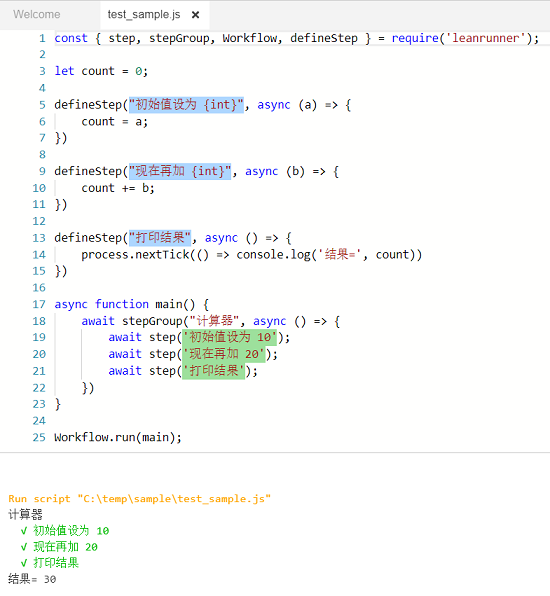 Welcome test_sample.js ×
1 const { step, stepGroup, Workflow, defineStep } = require('leanrunner');
2
3 let count = 0;
4
5 defineStep("初始值设为 {int}", async (a) => {
6 count = a;
7 })
8
9 defineStep("现在再加 {int}", async (b) => {
10 count += b;
11 })
12
13 defineStep("打印结果", async () => {
14 process.nextTick(() => console.log('结果=', count))
15 })
16
17 async function main() {
18 await stepGroup("计算器", async () => {
19 await step('初始值设为 10');
20 await step('现在再加 20');
21 await step('打印结果');
22 })
23 }
24
25 Workflow.run(main);
Run script "C:\temp\sample\test_sample.js"
计算器
√ 初始值设为 10
√ 现在再加 20
√ 打印结果
结果= 30